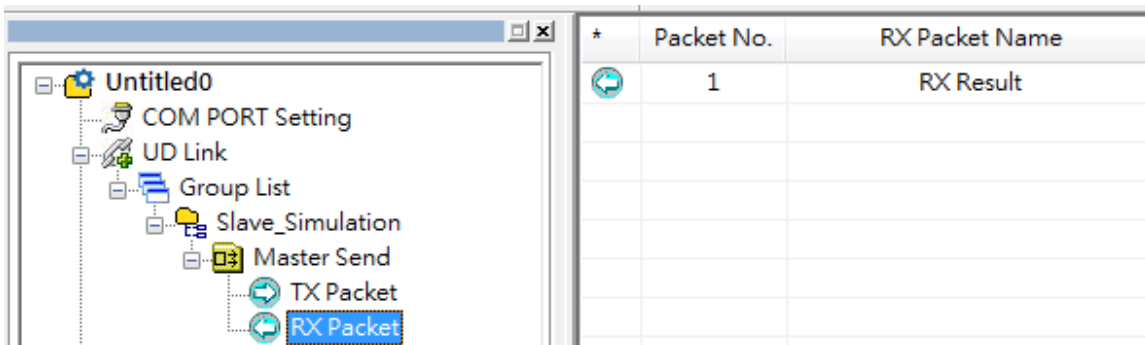 Untitled0
COM PORT Setting
UD Link
Group List
Slave_Simulation
Master Send
TX Packet
RX Packet
* Packet No. RX Packet Name
1 RX Result